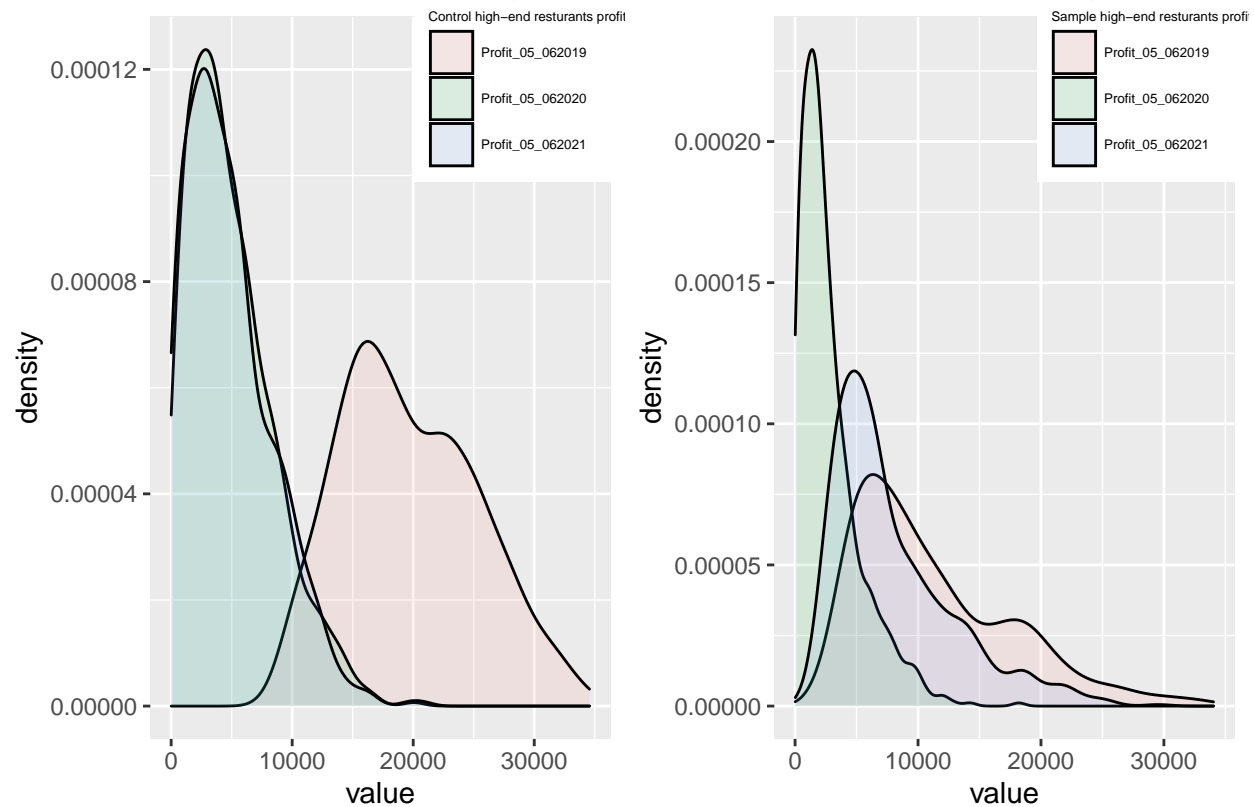 Control high−end resturants profit
Profit_05_062019
Profit_05_062020
Profit_05_062021
0.00012
0.00008
0.00004
0.00000
density
0
10000
20000
30000
value
Sample high−end resturants profit
Profit_05_062019
Profit_05_062020
Profit_05_062021
0.00020
0.00015
0.00010
0.00005
0.00000
density
0
10000
20000
30000
value